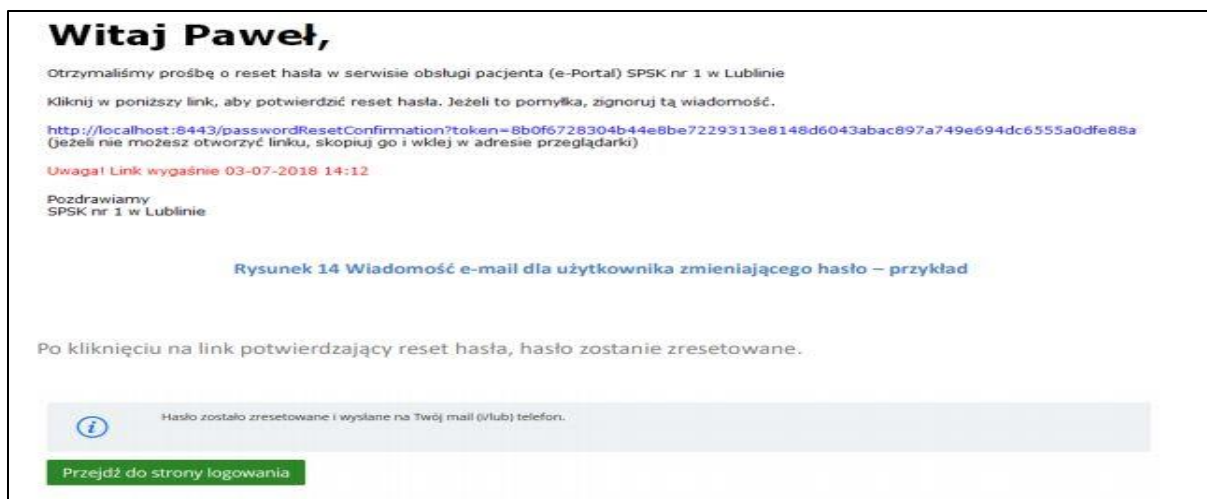 Witaj Paweł,
Otrzymaliśmy prośbę o reset hasła w serwisie obsługi pacjenta (e-Portal) SPSK nr 1 w Lublinie
Kliknij w poniższy link, aby potwierdzić reset hasła. Jeżeli to pomyłka, zignoruj tą wiadomość.
http://localhost:8443/passwordResetConfirmation?token=8b0f6728304b44e8be7229313e8148d6043abac897a749e694dc6555a0dfe88a
(jeżeli nie możesz otworzyć linku, skopiuj go i wklej w adresie przeglądarki)
Uwaga! Link wygaśnie 03-07-2018 14:12
Pozdrawiamy
SPSK nr 1 w Lublinie
Rysunek 14 Wiadomość e-mail dla użytkownika zmieniającego hasło – przykład
Po kliknięciu na link potwierdzający reset hasła, hasło zostanie zresetowane.
Hasło zostało zresetowane i wysłane na Twój mail (i/lub) telefon.
Przejdź do strony logowania